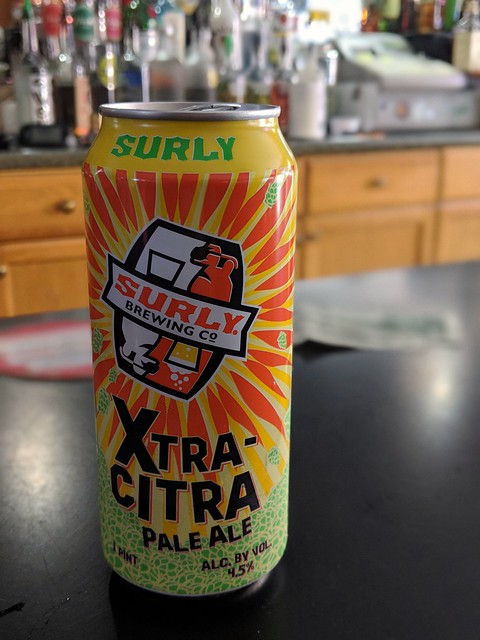 SURLY
SURLY
BREWING CO
XTRA-
CITRA
PALE ALE
1 PINT
ALC. BY VOL.
4.5%